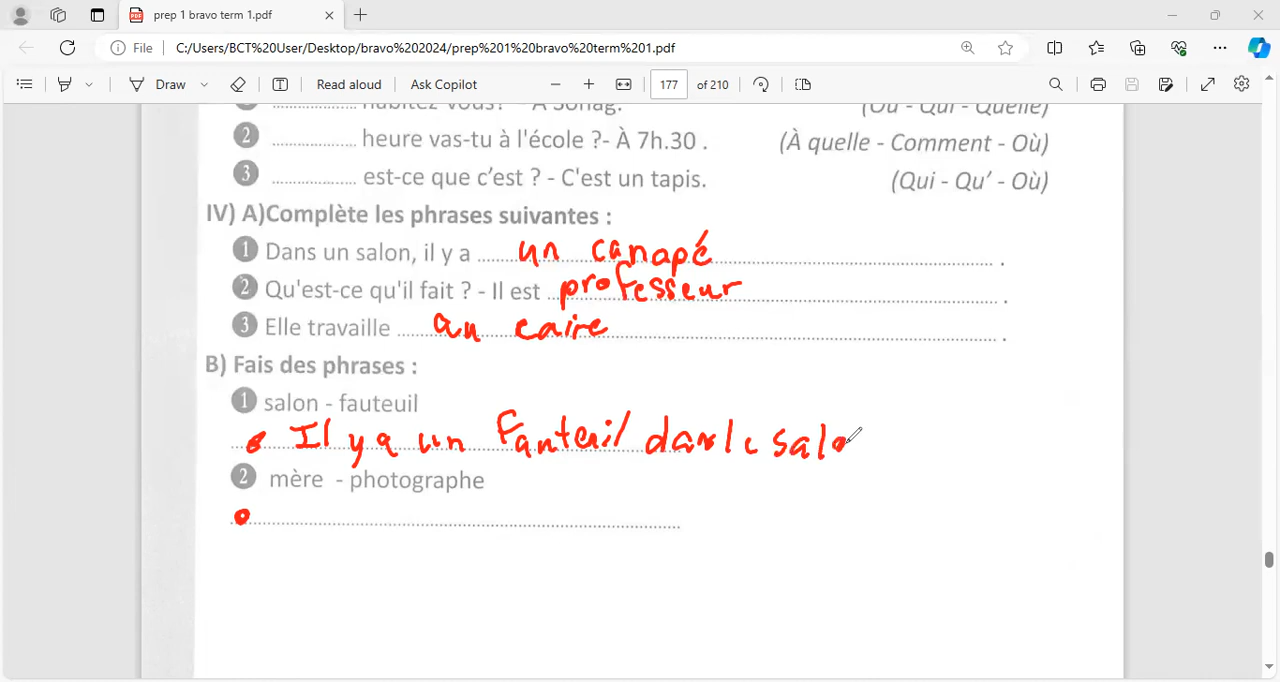 prep 1 bravo term 1.pdf
File C:/Users/BCT%20User/Desktop/bravo%202024/prep%201%20bravo%20term%201.pdf
Draw Read aloud Ask Copilot 177 of 210
habitez vous? - À Sohag. (Où - Qui - Quelle)
2 .................. heure vas-tu à l'école ?- À 7h.30 . (À quelle - Comment - Où)
3 .................. est-ce que c’est ? - C'est un tapis. (Qui - Qu’ - Où)
IV) A)Complète les phrases suivantes :
1 Dans un salon, il y a un canapé .
2 Qu'est-ce qu'il fait ? - Il est professeur .
3 Elle travaille au caire .
B) Fais des phrases :
1 salon - fauteuil
Il y a un Fauteuil dans le salo
2 mère - photographe